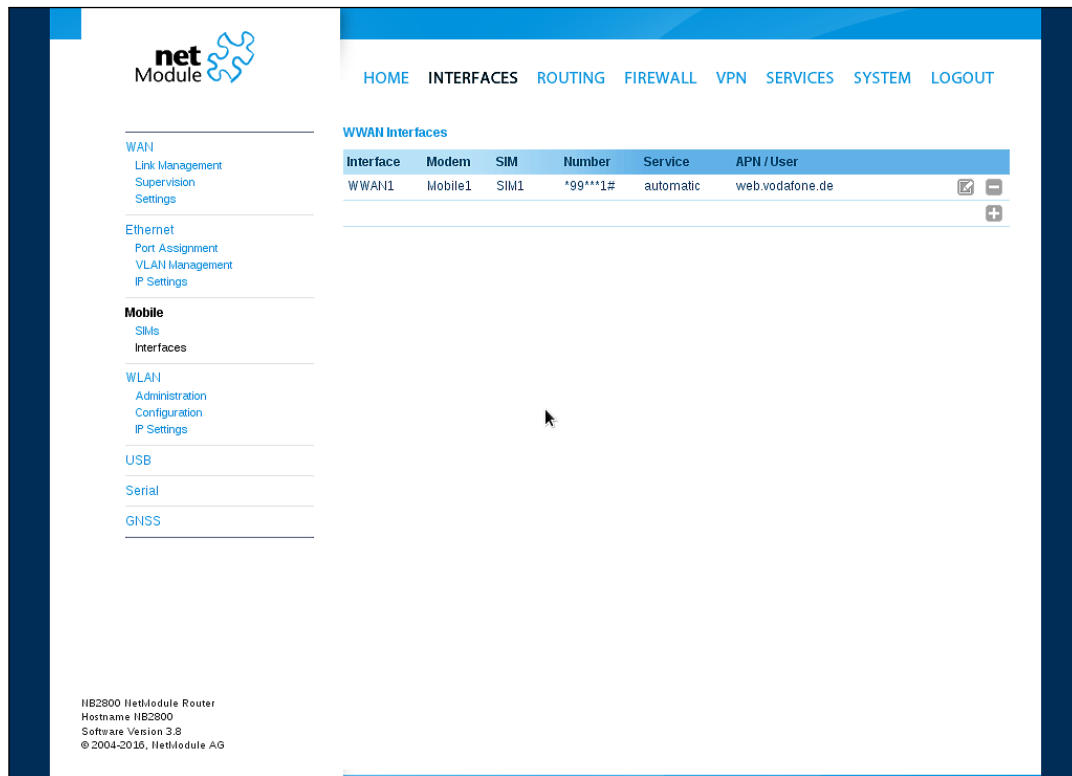 net
Module
HOME INTERFACES ROUTING FIREWALL VPN SERVICES SYSTEM LOGOUT
WAN
Link Management
Supervision
Settings
Ethernet
Port Assignment
VLAN Management
IP Settings
Mobile
SIMs
Interfaces
WLAN
Administration
Configuration
IP Settings
USB
Serial
GNSS
WWAN Interfaces
Interface Modem SIM Number Service APN / User
WWAN1 Mobile1 SIM1 *99***1# automatic web.vodafone.de
NB2800 NetModule Router
Hostname NB2800
Software Version 3.8
© 2004-2016, NetModule AG